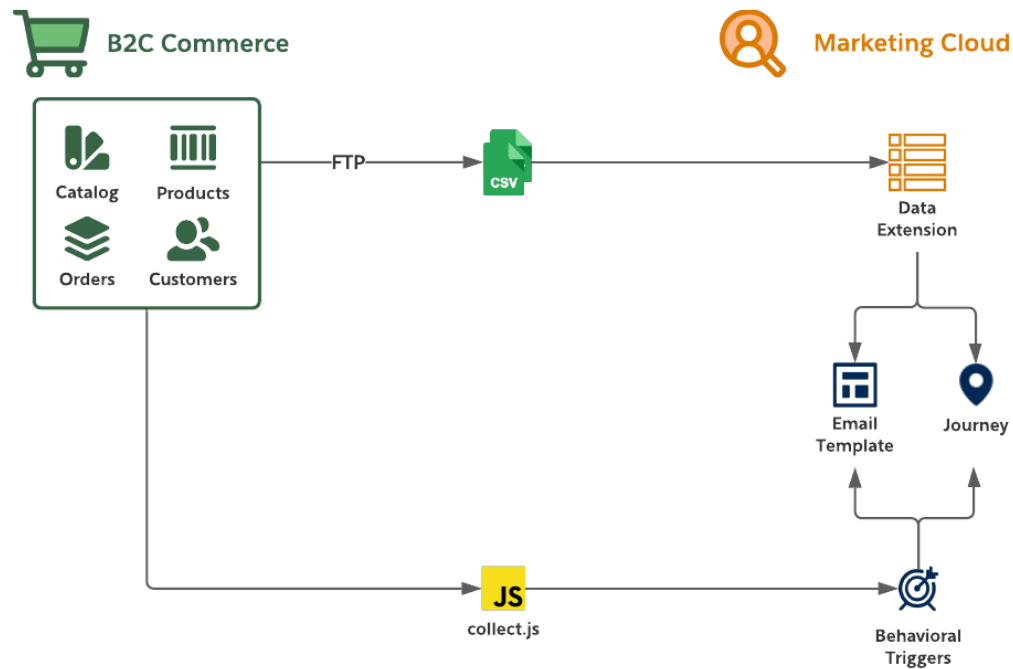 B2C Commerce
Marketing Cloud
Catalog
Products
Orders
Customers
FTP
CSV
Data
Extension
Email
Template
Journey
JS
collect.js
Behavioral
Triggers